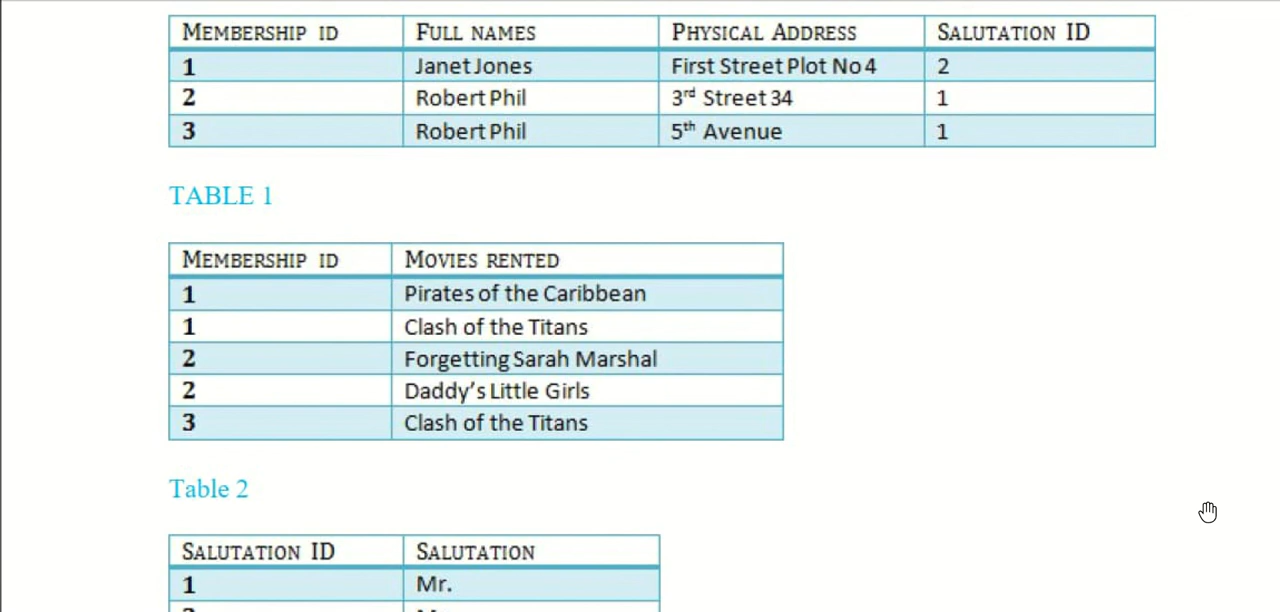 MEMBERSHIP ID FULL NAMES PHYSICAL ADDRESS SALUTATION ID
1 Janet Jones First Street Plot No 4 2
2 Robert Phil 3rd Street 34 1
3 Robert Phil 5th Avenue 1
TABLE 1
MEMBERSHIP ID MOVIES RENTED
1 Pirates of the Caribbean
1 Clash of the Titans
2 Forgetting Sarah Marshal
2 Daddy's Little Girls
3 Clash of the Titans
Table 2
SALUTATION ID SALUTATION
1 Mr.